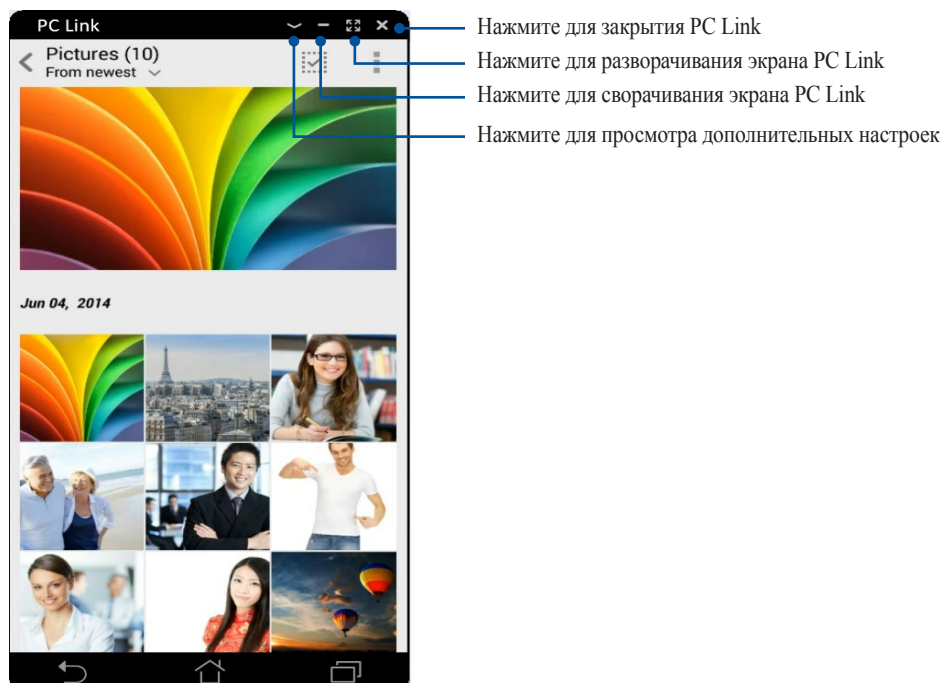 PC Link
Pictures (10)
From newest
Jun 04, 2014
Нажмите для закрытия PC Link
Нажмите для разворачивания экрана PC Link
Нажмите для сворачивания экрана PC Link
Нажмите для просмотра дополнительных настроек